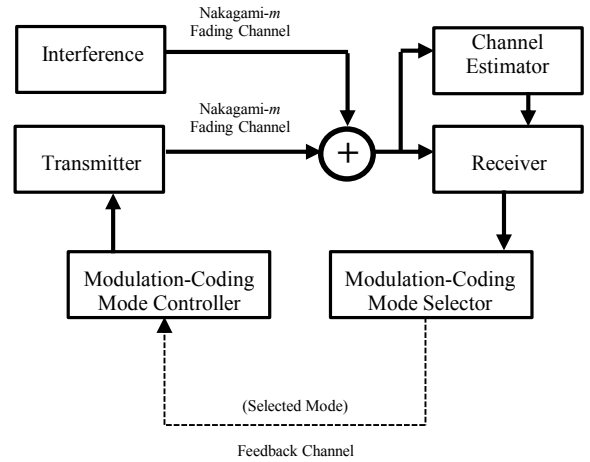 Nakagami-m
Fading Channel
Interference
Channel
Estimator
Nakagami-m
Fading Channel
Transmitter
+
Receiver
Modulation-Coding
Mode Controller
Modulation-Coding
Mode Selector
(Selected Mode)
Feedback Channel